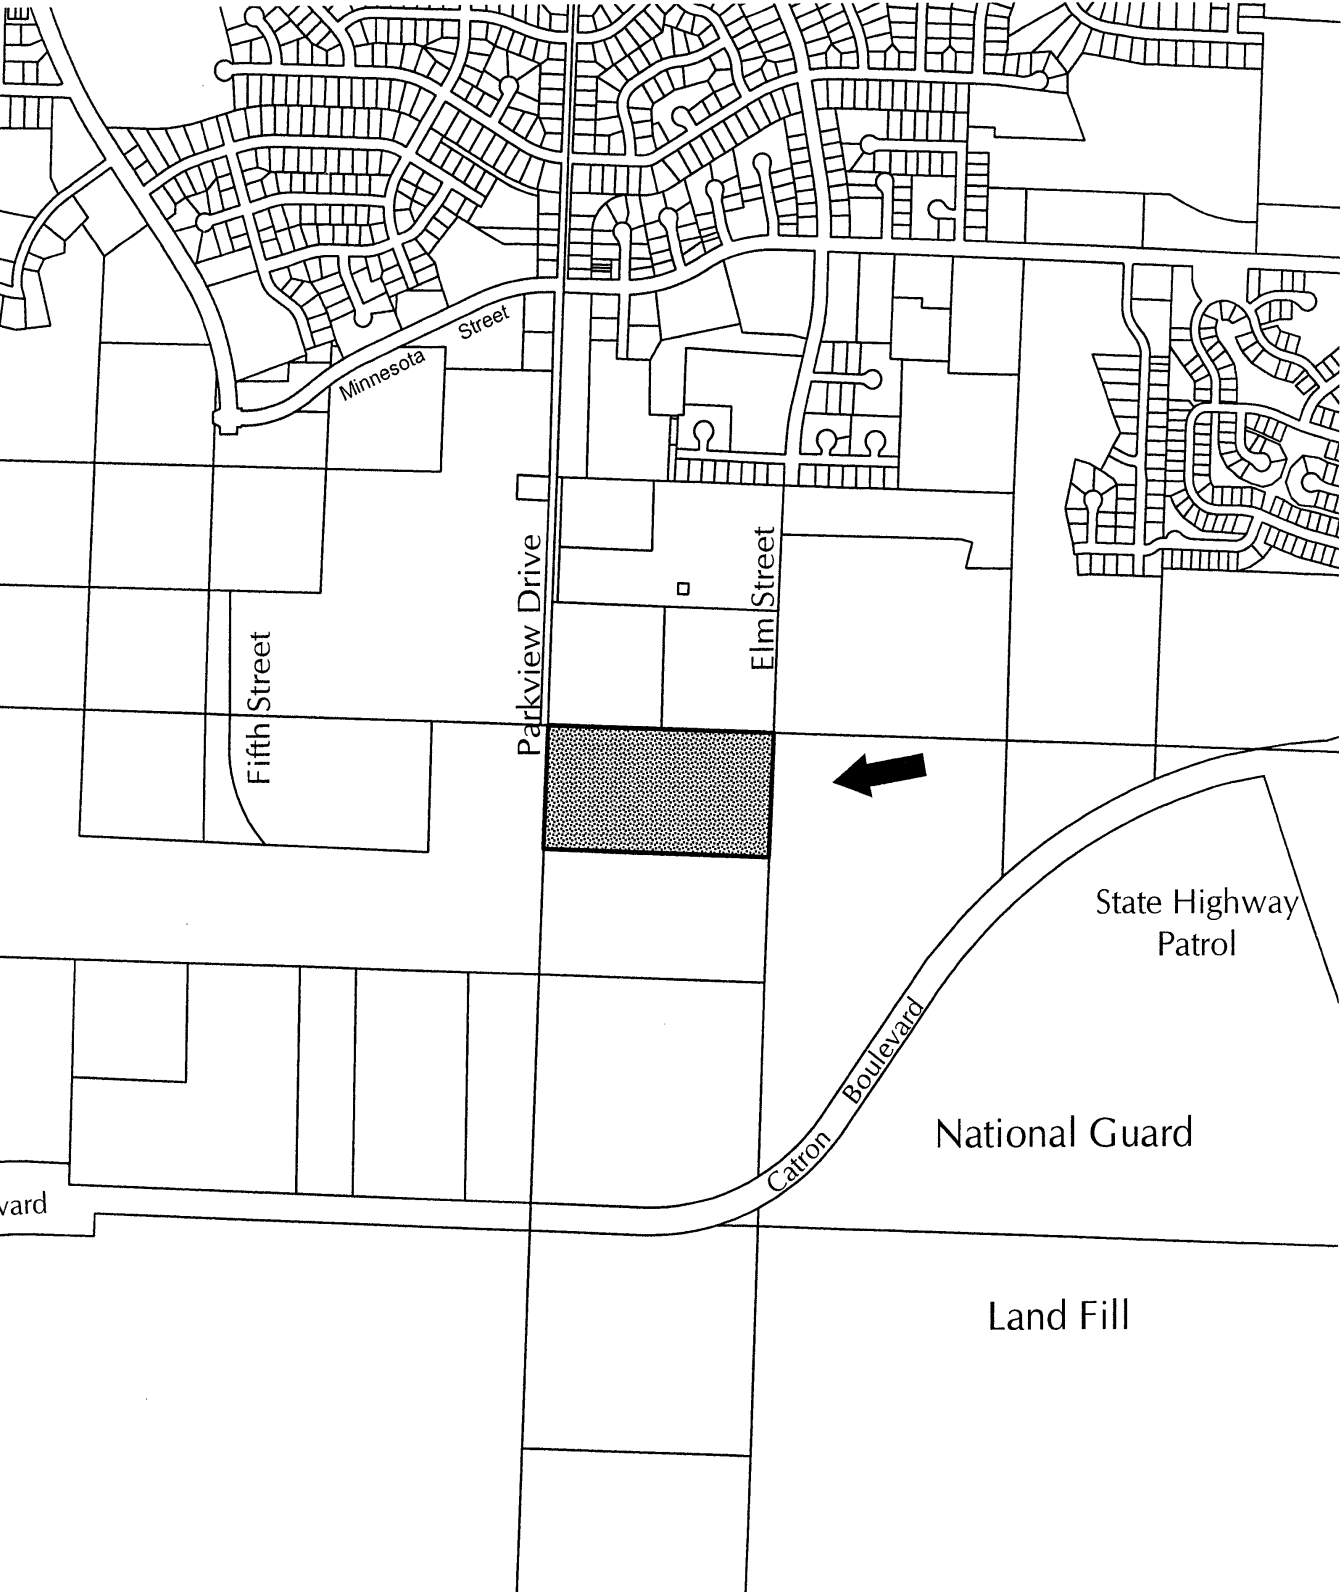 Minnesota Street
Parkview Drive
Elm Street
Fifth Street
State Highway
Patrol
Catron Boulevard
National Guard
vard
Land Fill